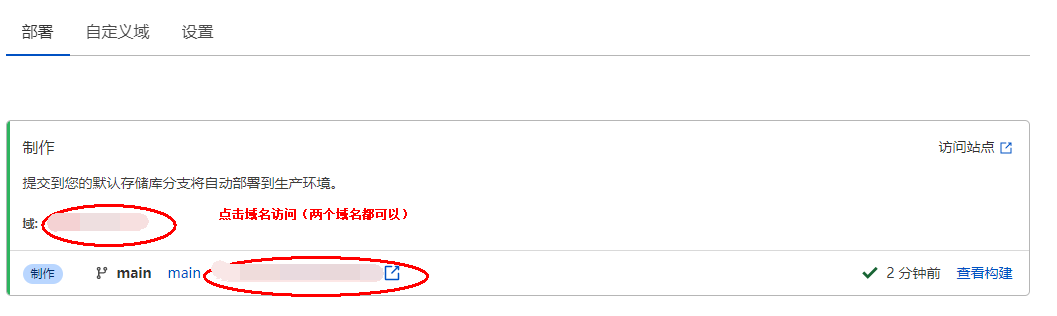 部署 自定义域 设置
制作 访问站点
提交到您的默认存储库分支将自动部署到生产环境。
域: 点击域名访问（两个域名都可以）
制作 main main 2 分钟前 查看构建